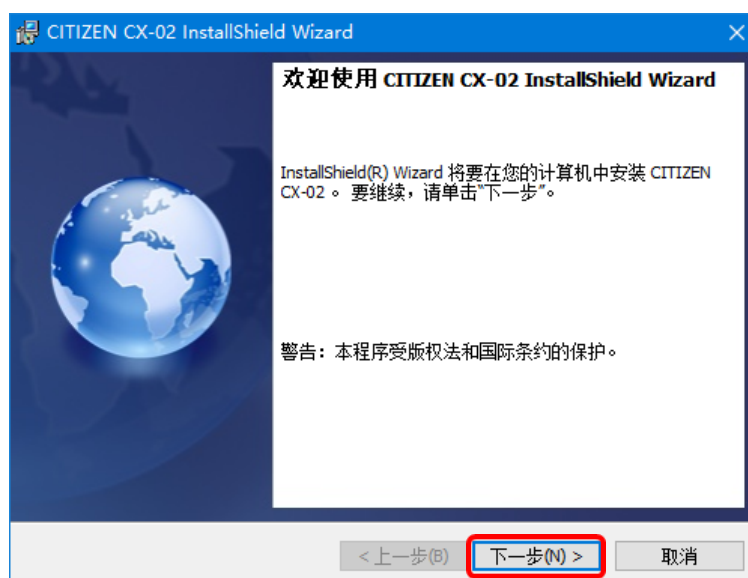 CITIZEN CX-02 InstallShield Wizard
欢迎使用 CITIZEN CX-02 InstallShield Wizard
InstallShield(R) Wizard 将要在您的计算机中安装 CITIZEN
CX-02 。 要继续，请单击“下一步”。
警告：本程序受版权法和国际条约的保护。
< 上一步(B)
下一步(N) >
取消